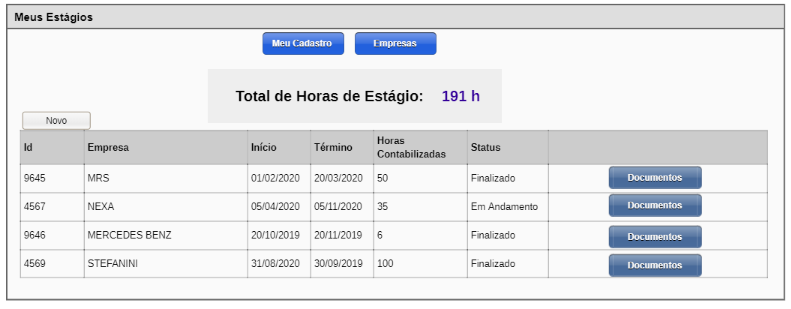 Meus Estágios
Meu Cadastro Empresas
Total de Horas de Estágio: 191 h
Novo
Id Empresa Início Término Horas Contabilizadas Status
9645 MRS 01/02/2020 20/03/2020 50 Finalizado Documentos
4567 NEXA 05/04/2020 05/11/2020 35 Em Andamento Documentos
9646 MERCEDES BENZ 20/10/2019 20/11/2019 6 Finalizado Documentos
4569 STEFANINI 31/08/2020 30/09/2019 100 Finalizado Documentos